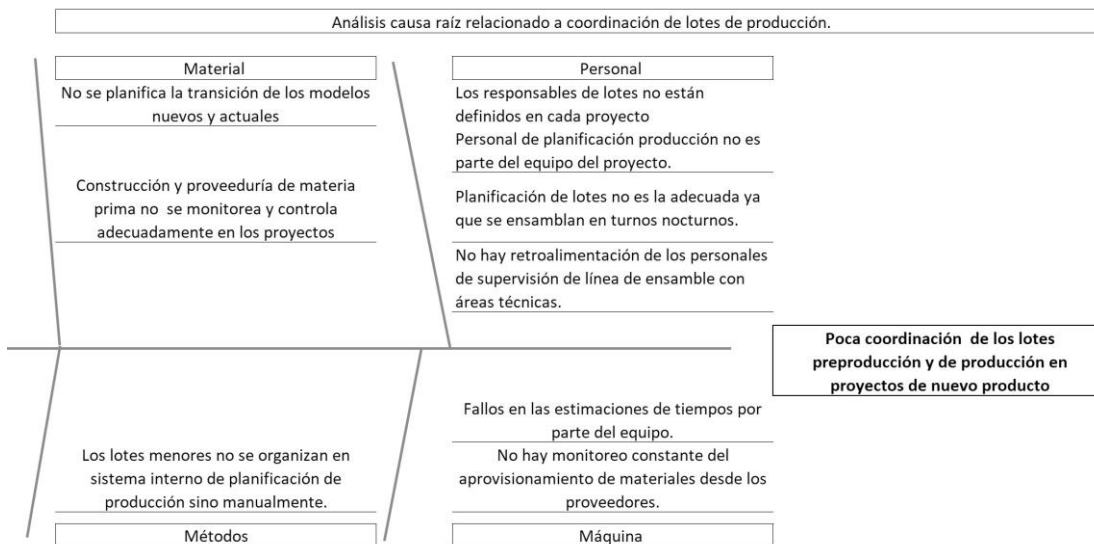 Análisis causa raíz relacionado a coordinación de lotes de producción.
Material
No se planifica la transición de los modelos
nuevos y actuales
Construcción y proveeduría de materia
prima no se monitorea y controla
adecuadamente en los proyectos
Personal
Los responsables de lotes no están
definidos en cada proyecto
Personal de planificación producción no es
parte del equipo del proyecto.
Planificación de lotes no es la adecuada ya
que se ensamblan en turnos nocturnos.
No hay retroalimentación de los personales
de supervisión de línea de ensamble con
áreas técnicas.
Poca coordinación de los lotes
preproducción y de producción en
proyectos de nuevo producto
Los lotes menores no se organizan en
sistema interno de planificación de
producción sino manualmente.
Métodos
Fallos en las estimaciones de tiempos por
parte del equipo.
No hay monitoreo constante del
aprovisionamiento de materiales desde los
proveedores.
Máquina